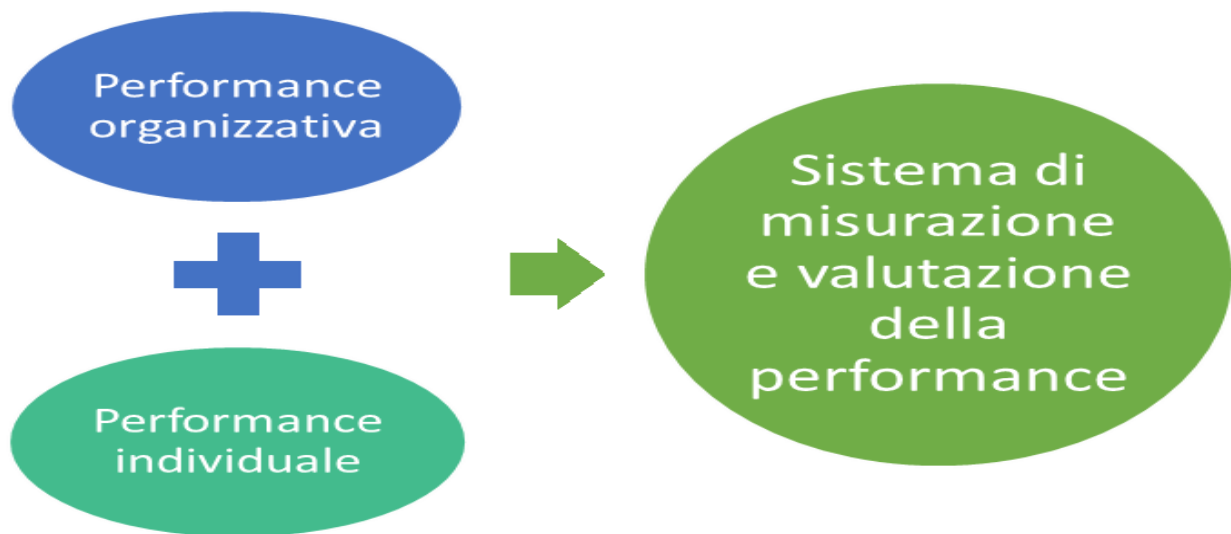 Performance
organizzativa
Performance
individuale
Sistema di
misurazione
e valutazione
della
performance